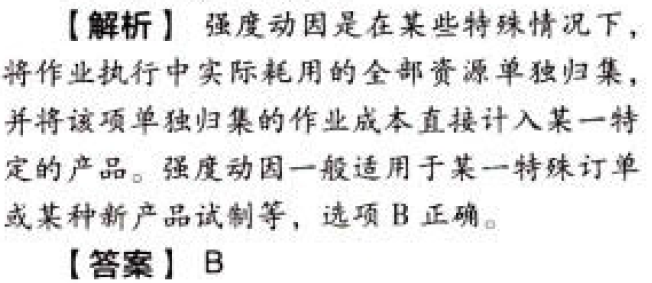 【解析】 强度动因是在某些特殊情况下，
将作业执行中实际耗用的全部资源单独归集，
并将该项单独归集的作业成本直接计入某一特
定的产品。强度动因一般适用于某一特殊订单
或某种新产品试制等，选项 B 正确。
【答案】 B